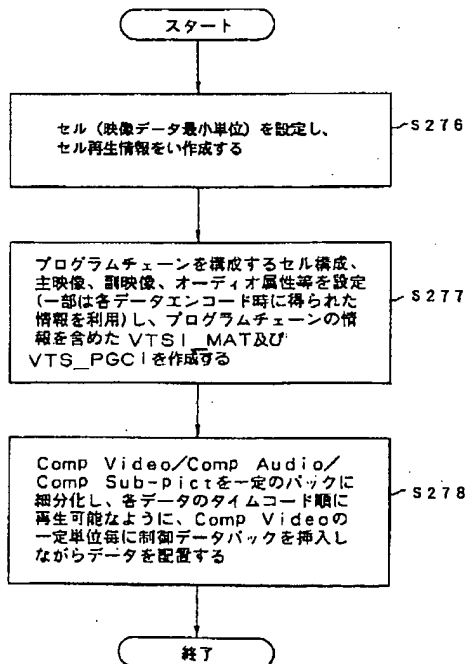 スタート
セル（映像データ最小単位）を設定し、
セル再生情報をい作成する
S276
プログラムチェーンを構成するセル構成、
主映像、副映像、オーディオ属性等を設定
(一部は各データエンコード時に得られた
情報を利用)し、プログラムチェーンの情
報を含めた VTSI_MAT及び
VTS_PGCIを作成する
S277
Comp Video/Comp Audio/
Comp Sub-pictを一定のパックに
細分化し、各データのタイムコード順に
再生可能なように、Comp Videoの
一定単位毎に制御データパックを挿入し
ながらデータを配置する
S278
終了